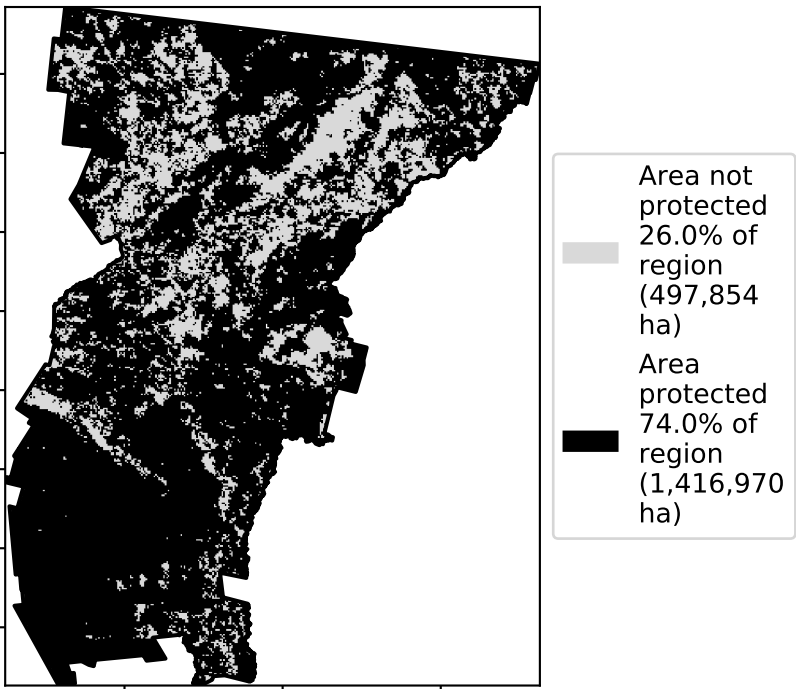 Area not
protected
26.0% of
region
(497,854
ha)
Area
protected
74.0% of
region
(1,416,970
ha)